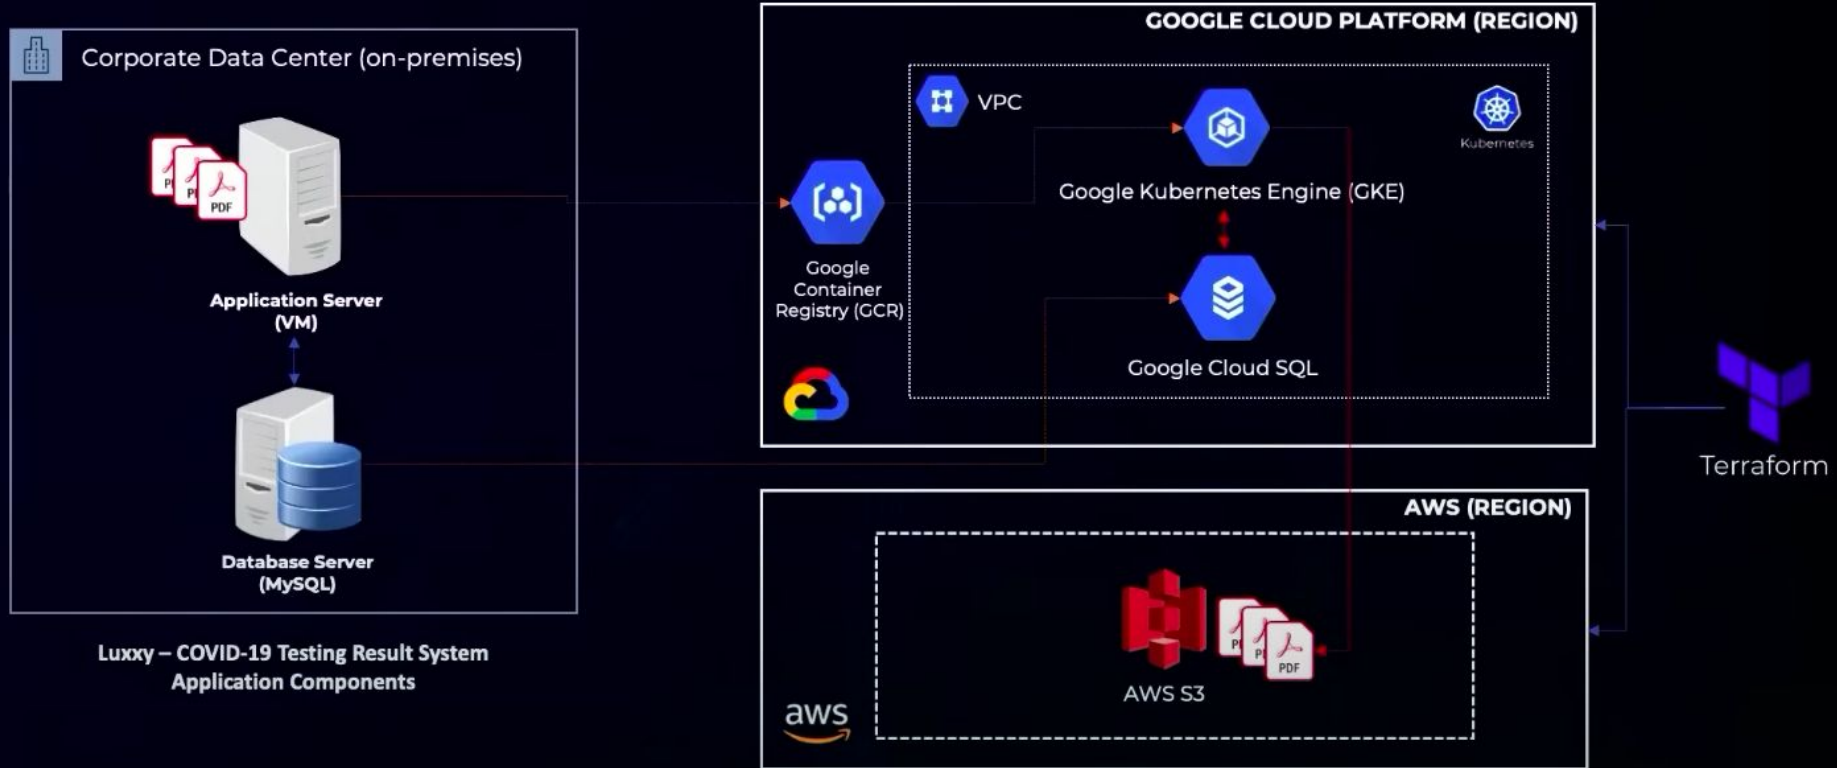 GOOGLE CLOUD PLATFORM (REGION)
Corporate Data Center (on-premises)
VPC
Kubernetes
PDF
Google Kubernetes Engine (GKE)
Google
Container
Registry (GCR)
Application Server
(VM)
Google Cloud SQL
Terraform
Database Server
(MySQL)
AWS (REGION)
Luxxy – COVID-19 Testing Result System
Application Components
PDF
AWS S3
aws